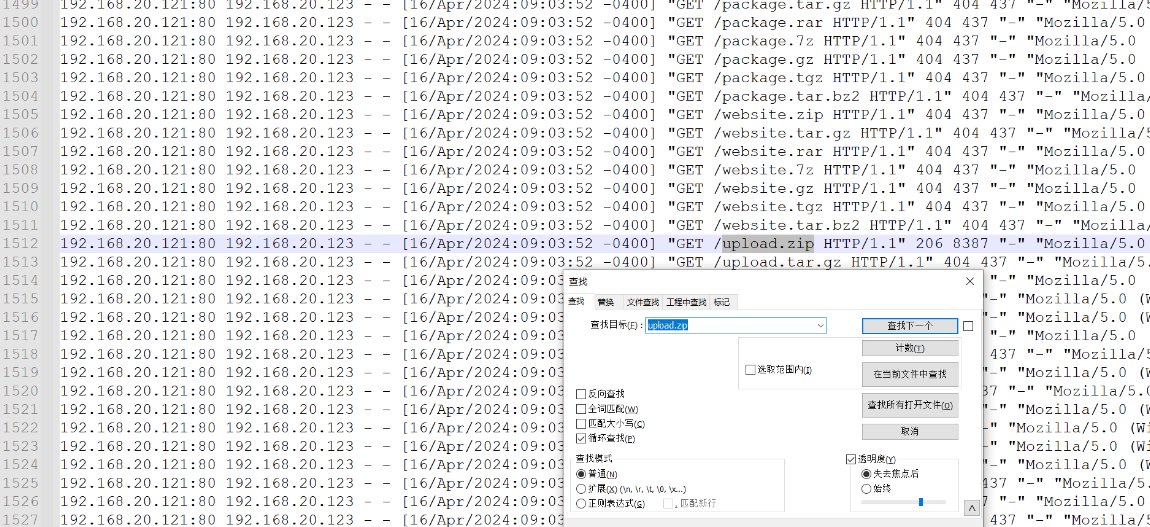 1499 192.168.20.121:80 192.168.20.123 - - [16/Apr/2024:09:03:52 -0400] "GET /package.tar.gz HTTP/1.1" 404 437 "-" "Mozilla/5.0
192.168.20.121:80 192.168.20.123 - - [16/Apr/2024:09:03:52 -0400] "GET /package.rar HTTP/1.1" 404 437 "-" "Mozilla/5.0
1501 192.168.20.121:80 192.168.20.123 - - [16/Apr/2024:09:03:52 -0400] "GET /package.7z HTTP/1.1" 404 437 "-" "Mozilla/5.0
1502 192.168.20.121:80 192.168.20.123 - - [16/Apr/2024:09:03:52 -0400] "GET /package.gz HTTP/1.1" 404 437 "-" "Mozilla/5.0
1503 192.168.20.121:80 192.168.20.123 - - [16/Apr/2024:09:03:52 -0400] "GET /package.tgz HTTP/1.1" 404 437 "-" "Mozilla/5.0
1504 192.168.20.121:80 192.168.20.123 - - [16/Apr/2024:09:03:52 -0400] "GET /package.tar.bz2 HTTP/1.1" 404 437 "-" "Mozilla/
1505 192.168.20.121:80 192.168.20.123 - - [16/Apr/2024:09:03:52 -0400] "GET /website.zip HTTP/1.1" 404 437 "-" "Mozilla/5.0
1506 192.168.20.121:80 192.168.20.123 - - [16/Apr/2024:09:03:52 -0400] "GET /website.tar.gz HTTP/1.1" 404 437 "-" "Mozilla/5
1507 192.168.20.121:80 192.168.20.123 - - [16/Apr/2024:09:03:52 -0400] "GET /website.rar HTTP/1.1" 404 437 "-" "Mozilla/5.0
1508 192.168.20.121:80 192.168.20.123 - - [16/Apr/2024:09:03:52 -0400] "GET /website.7z HTTP/1.1" 404 437 "-" "Mozilla/5.0
1509 192.168.20.121:80 192.168.20.123 - - [16/Apr/2024:09:03:52 -0400] "GET /website.gz HTTP/1.1" 404 437 "-" "Mozilla/5.0
1510 192.168.20.121:80 192.168.20.123 - - [16/Apr/2024:09:03:52 -0400] "GET /website.tgz HTTP/1.1" 404 437 "-" "Mozilla/5.0
1511 192.168.20.121:80 192.168.20.123 - - [16/Apr/2024:09:03:52 -0400] "GET /website.tar.bz2 HTTP/1.1" 404 437 "-" "Mozilla/
1512 192.168.20.121:80 192.168.20.123 - - [16/Apr/2024:09:03:52 -0400] "GET /upload.zip HTTP/1.1" 206 8387 "-" "Mozilla/5.0
1513 192.168.20.121:80 192.168.20.123 - - [16/Apr/2024:09:03:52 -0400] "GET /upload.tar.gz HTTP/1.1" 404 437 "-" "Mozilla/5.
1514 192.168.20.121:80 192.168.20.123 - - [16/Apr/2024:09:03 "-" "Mozilla/5.0 (W
1515 192.168.20.121:80 192.168.20.123 - - [16/Apr/2024:09:03 "-" "Mozilla/5.0 (Wi
1516 192.168.20.121:80 192.168.20.123 - - [16/Apr/2024:09:03 "-" "Mozilla/5.0 (Wi
1517 192.168.20.121:80 192.168.20.123 - - [16/Apr/2024:09:03 "-" "Mozilla/5.0 (W
1518 192.168.20.121:80 192.168.20.123 - - [16/Apr/2024:09:03 37 "-" "Mozilla/5.
1519 192.168.20.121:80 192.168.20.123 - - [16/Apr/2024:09:03 "-" "Mozilla/5.0 (W
1520 192.168.20.121:80 192.168.20.123 - - [16/Apr/2024:09:03 37 "-" "Mozilla/5.0
1521 192.168.20.121:80 192.168.20.123 - - [16/Apr/2024:09:03 "-" "Mozilla/5.0 (W
1522 192.168.20.121:80 192.168.20.123 - - [16/Apr/2024:09:03 "-" "Mozilla/5.0 (Wi
1523 192.168.20.121:80 192.168.20.123 - - [16/Apr/2024:09:03 "-" "Mozilla/5.0 (Wi
1524 192.168.20.121:80 192.168.20.123 - - [16/Apr/2024:09:03 "-" "Mozilla/5.0 (W
1525 192.168.20.121:80 192.168.20.123 - - [16/Apr/2024:09:03 37 "-" "Mozilla/5.
1526 192.168.20.121:80 192.168.20.123 - - [16/Apr/2024:09:03 "-" "Mozilla/5.0 (W
1527 192.168.20.121:80 192.168.20.123 - - [16/Apr/2024:09:03 "-" "Mozilla/5.0
查找
查找 替换 文件查找 工程中查找 标记
查找目标(F)： upload.zip
查找下一个
计数(T)
选取范围内(I)
在当前文件中查找
反向查找
查找所有打开文件(O)
全词匹配(W)
匹配大小写(C)
取消
循环查找(P)
查找模式
透明度(Y)
普通(N)
失去焦点后
扩展(X) (\n, \r, \t, \0, \x...)
始终
正则表达式(G) . 匹配新行